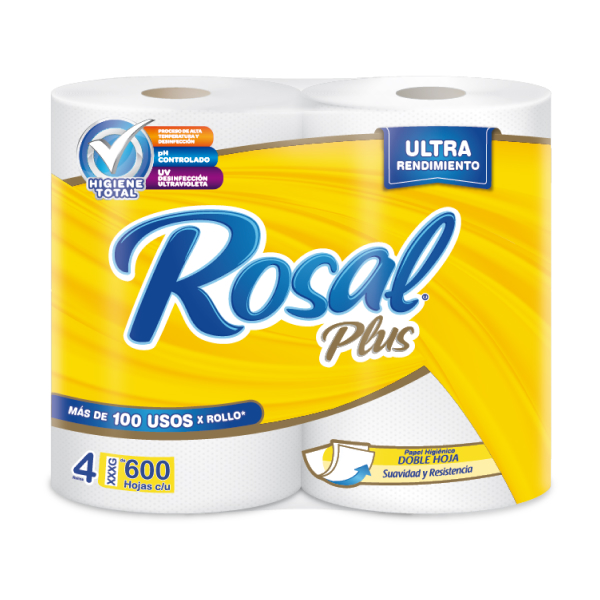 HIGIENE
TOTAL
PROCESO DE ALTA
TEMPERATURA Y
DESINFECCIÓN
pH
CONTROLADO
UV
DESINFECCIÓN
ULTRAVIOLETA
ULTRA
RENDIMIENTO
Rosal®
Plus
MÁS DE 100 USOS X ROLLO*
4 XXXG de 600
Hojas c/u
Papel Higiénico
DOBLE HOJA
Suavidad y Resistencia